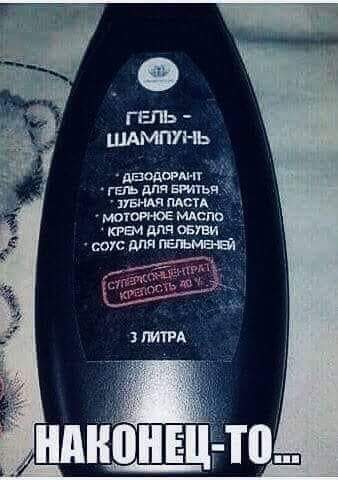 ГЕЛЬ -
ШАМПУНЬ
* ДЕЗОДОРАНТ
* ГЕЛЬ ДЛЯ БРИТЬЯ
* ЗУБНАЯ ПАСТА
* МОТОРНОЕ МАСЛО
* КРЕМ ДЛЯ ОБУВИ
* СОУС ДЛЯ ПЕЛЬМЕНЕЙ
СУПЕРКОНЦЕНТРАТ
КРЕПОСТЬ 40 %
3 ЛИТРА
НАКОНЕЦ-ТО...